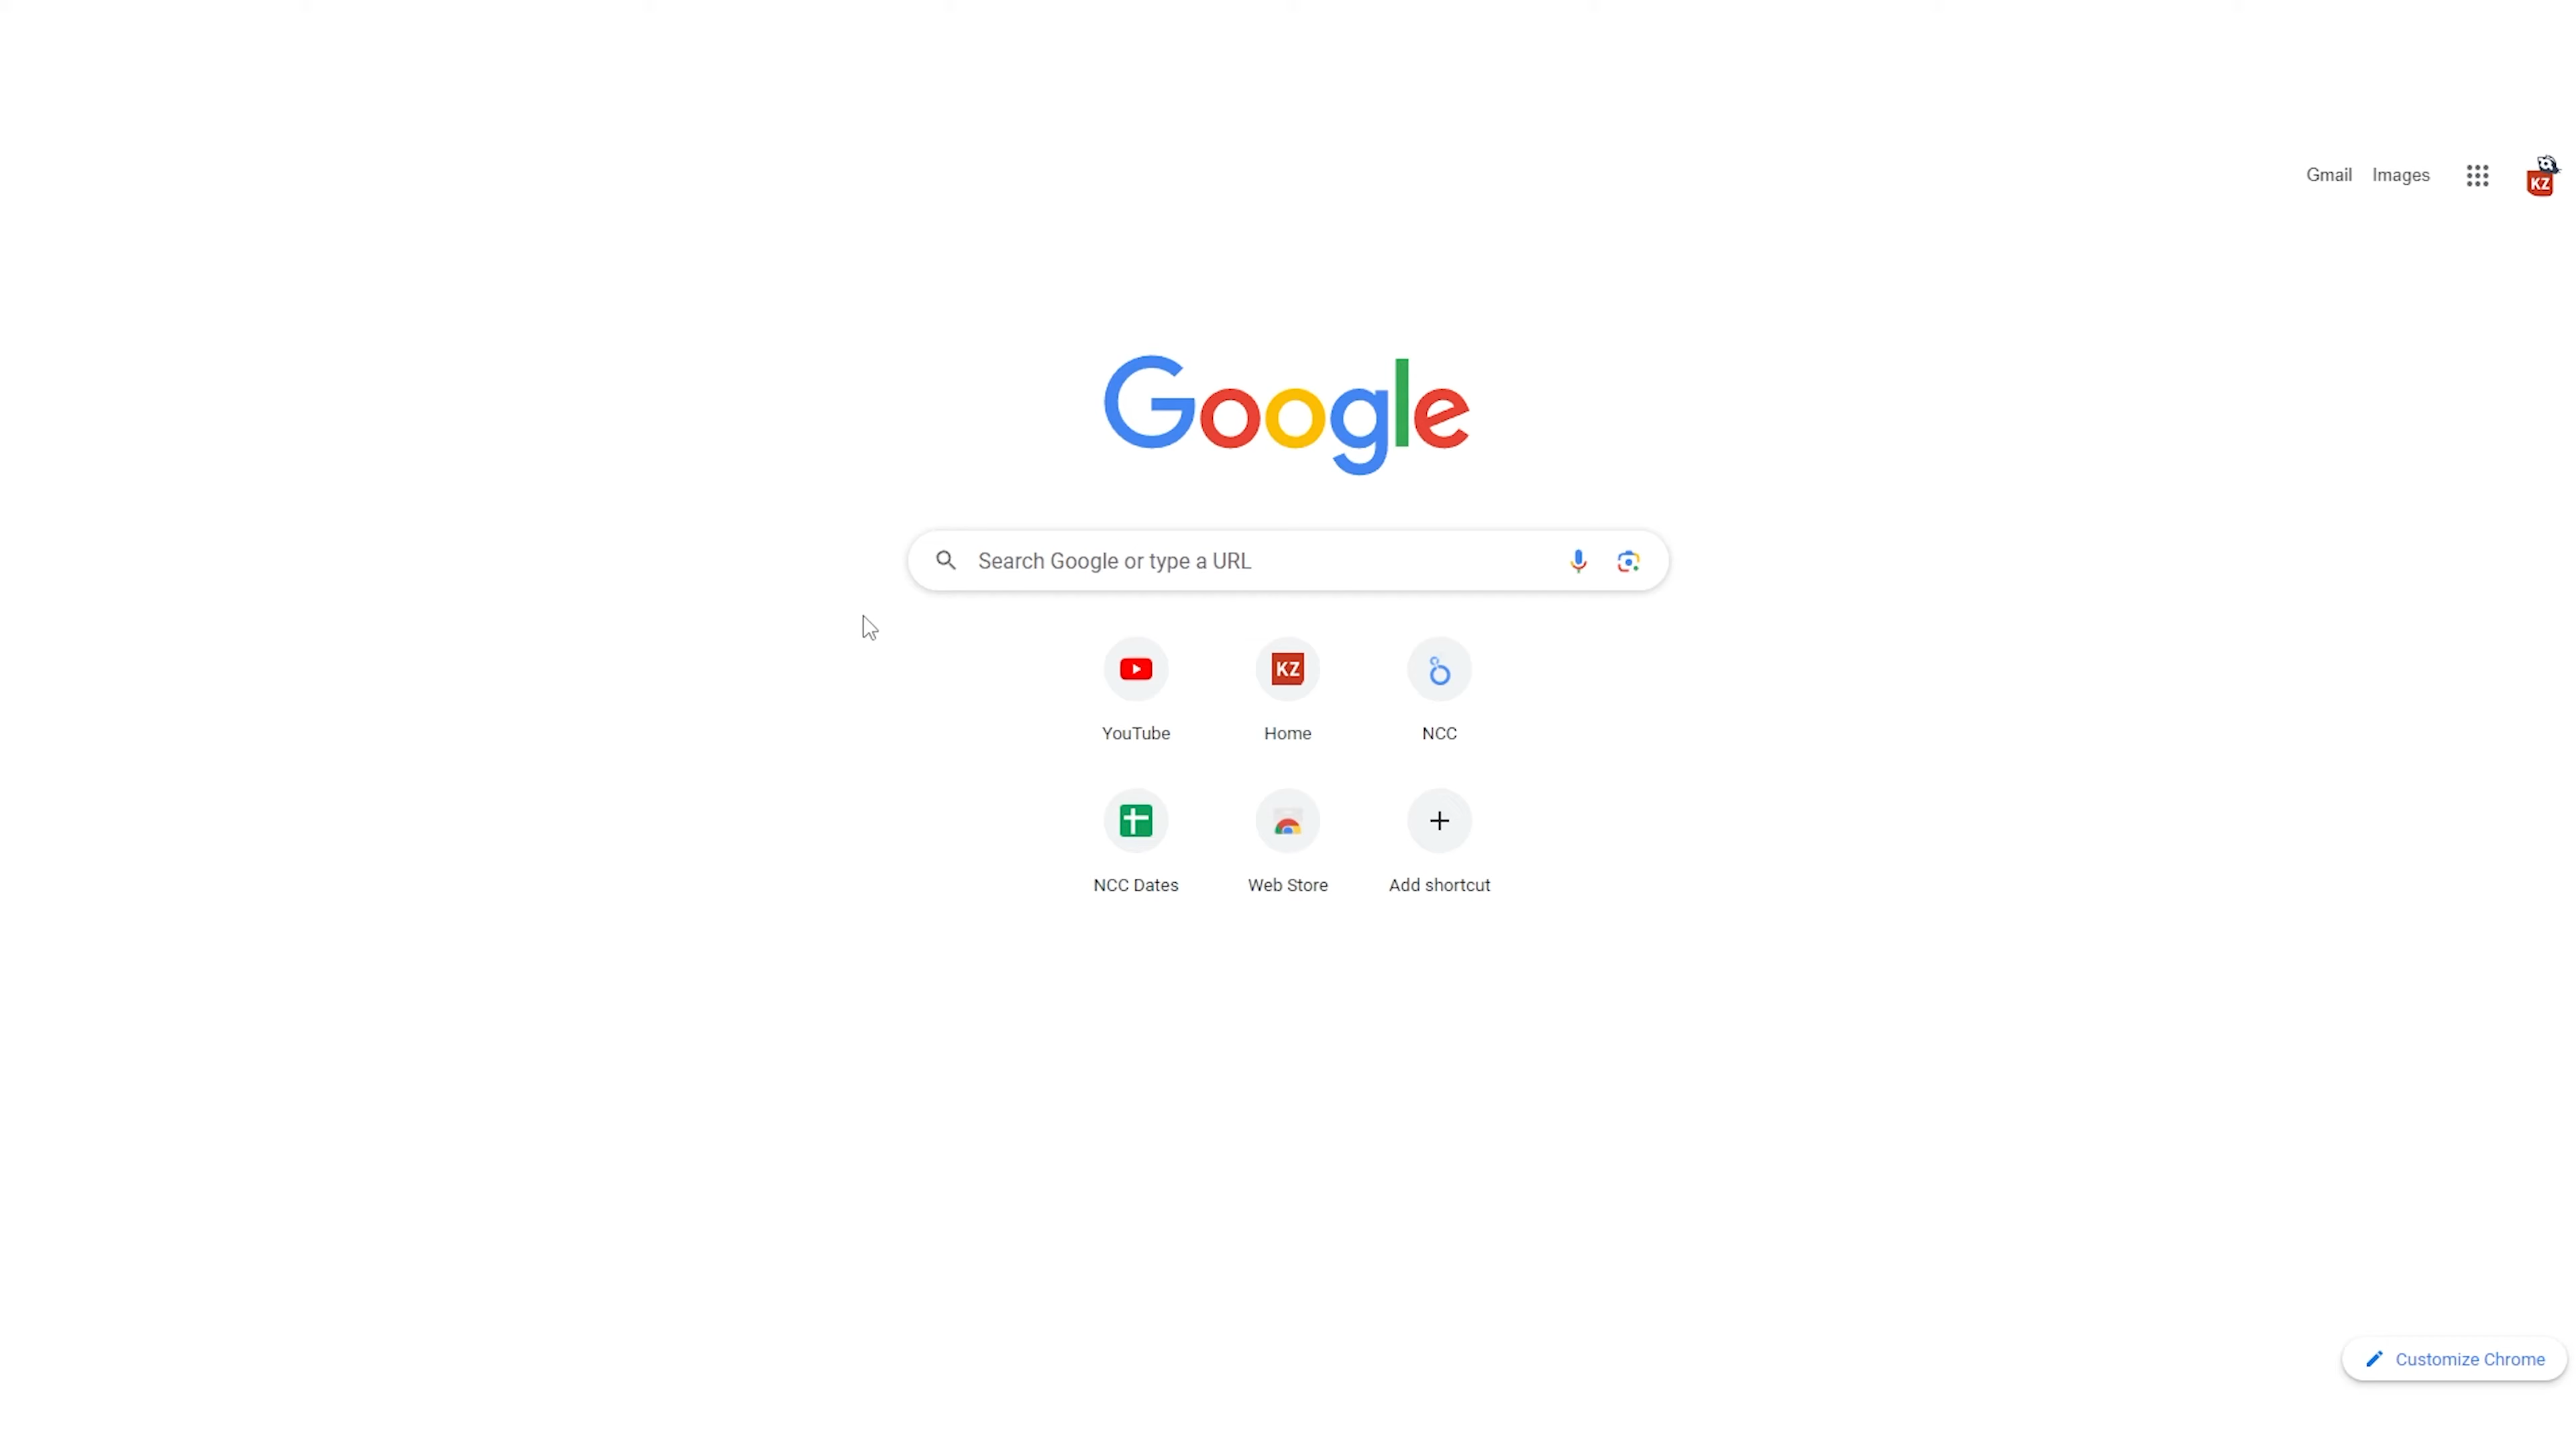 Gmail Images
KZ
Google
Search Google or type a URL
KZ
YouTube Home NCC
NCC Dates Web Store Add shortcut
Customize Chrome